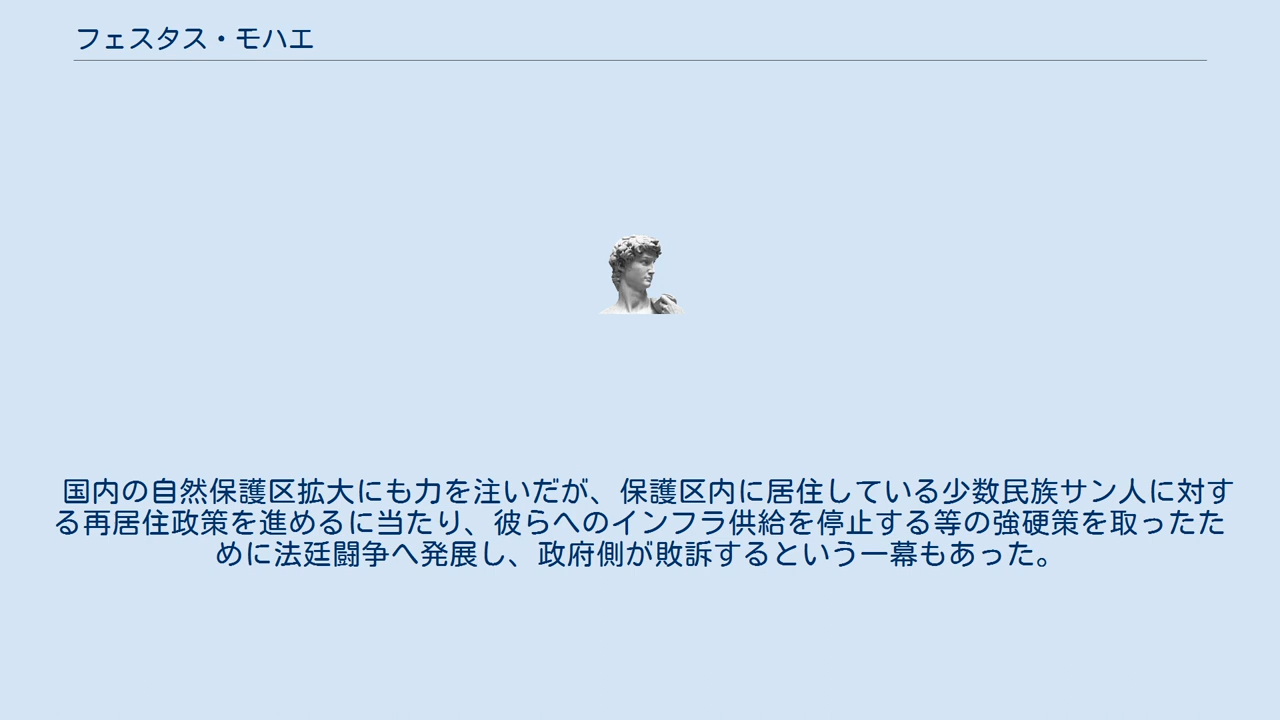 フェスタス・モハエ
国内の自然保護区拡大にも力を注いだが、保護区内に居住している少数民族サン人に対す
る再居住政策を進めるに当たり、彼らへのインフラ供給を停止する等の強硬策を取ったた
めに法廷闘争へ発展し、政府側が敗訴するという一幕もあった。